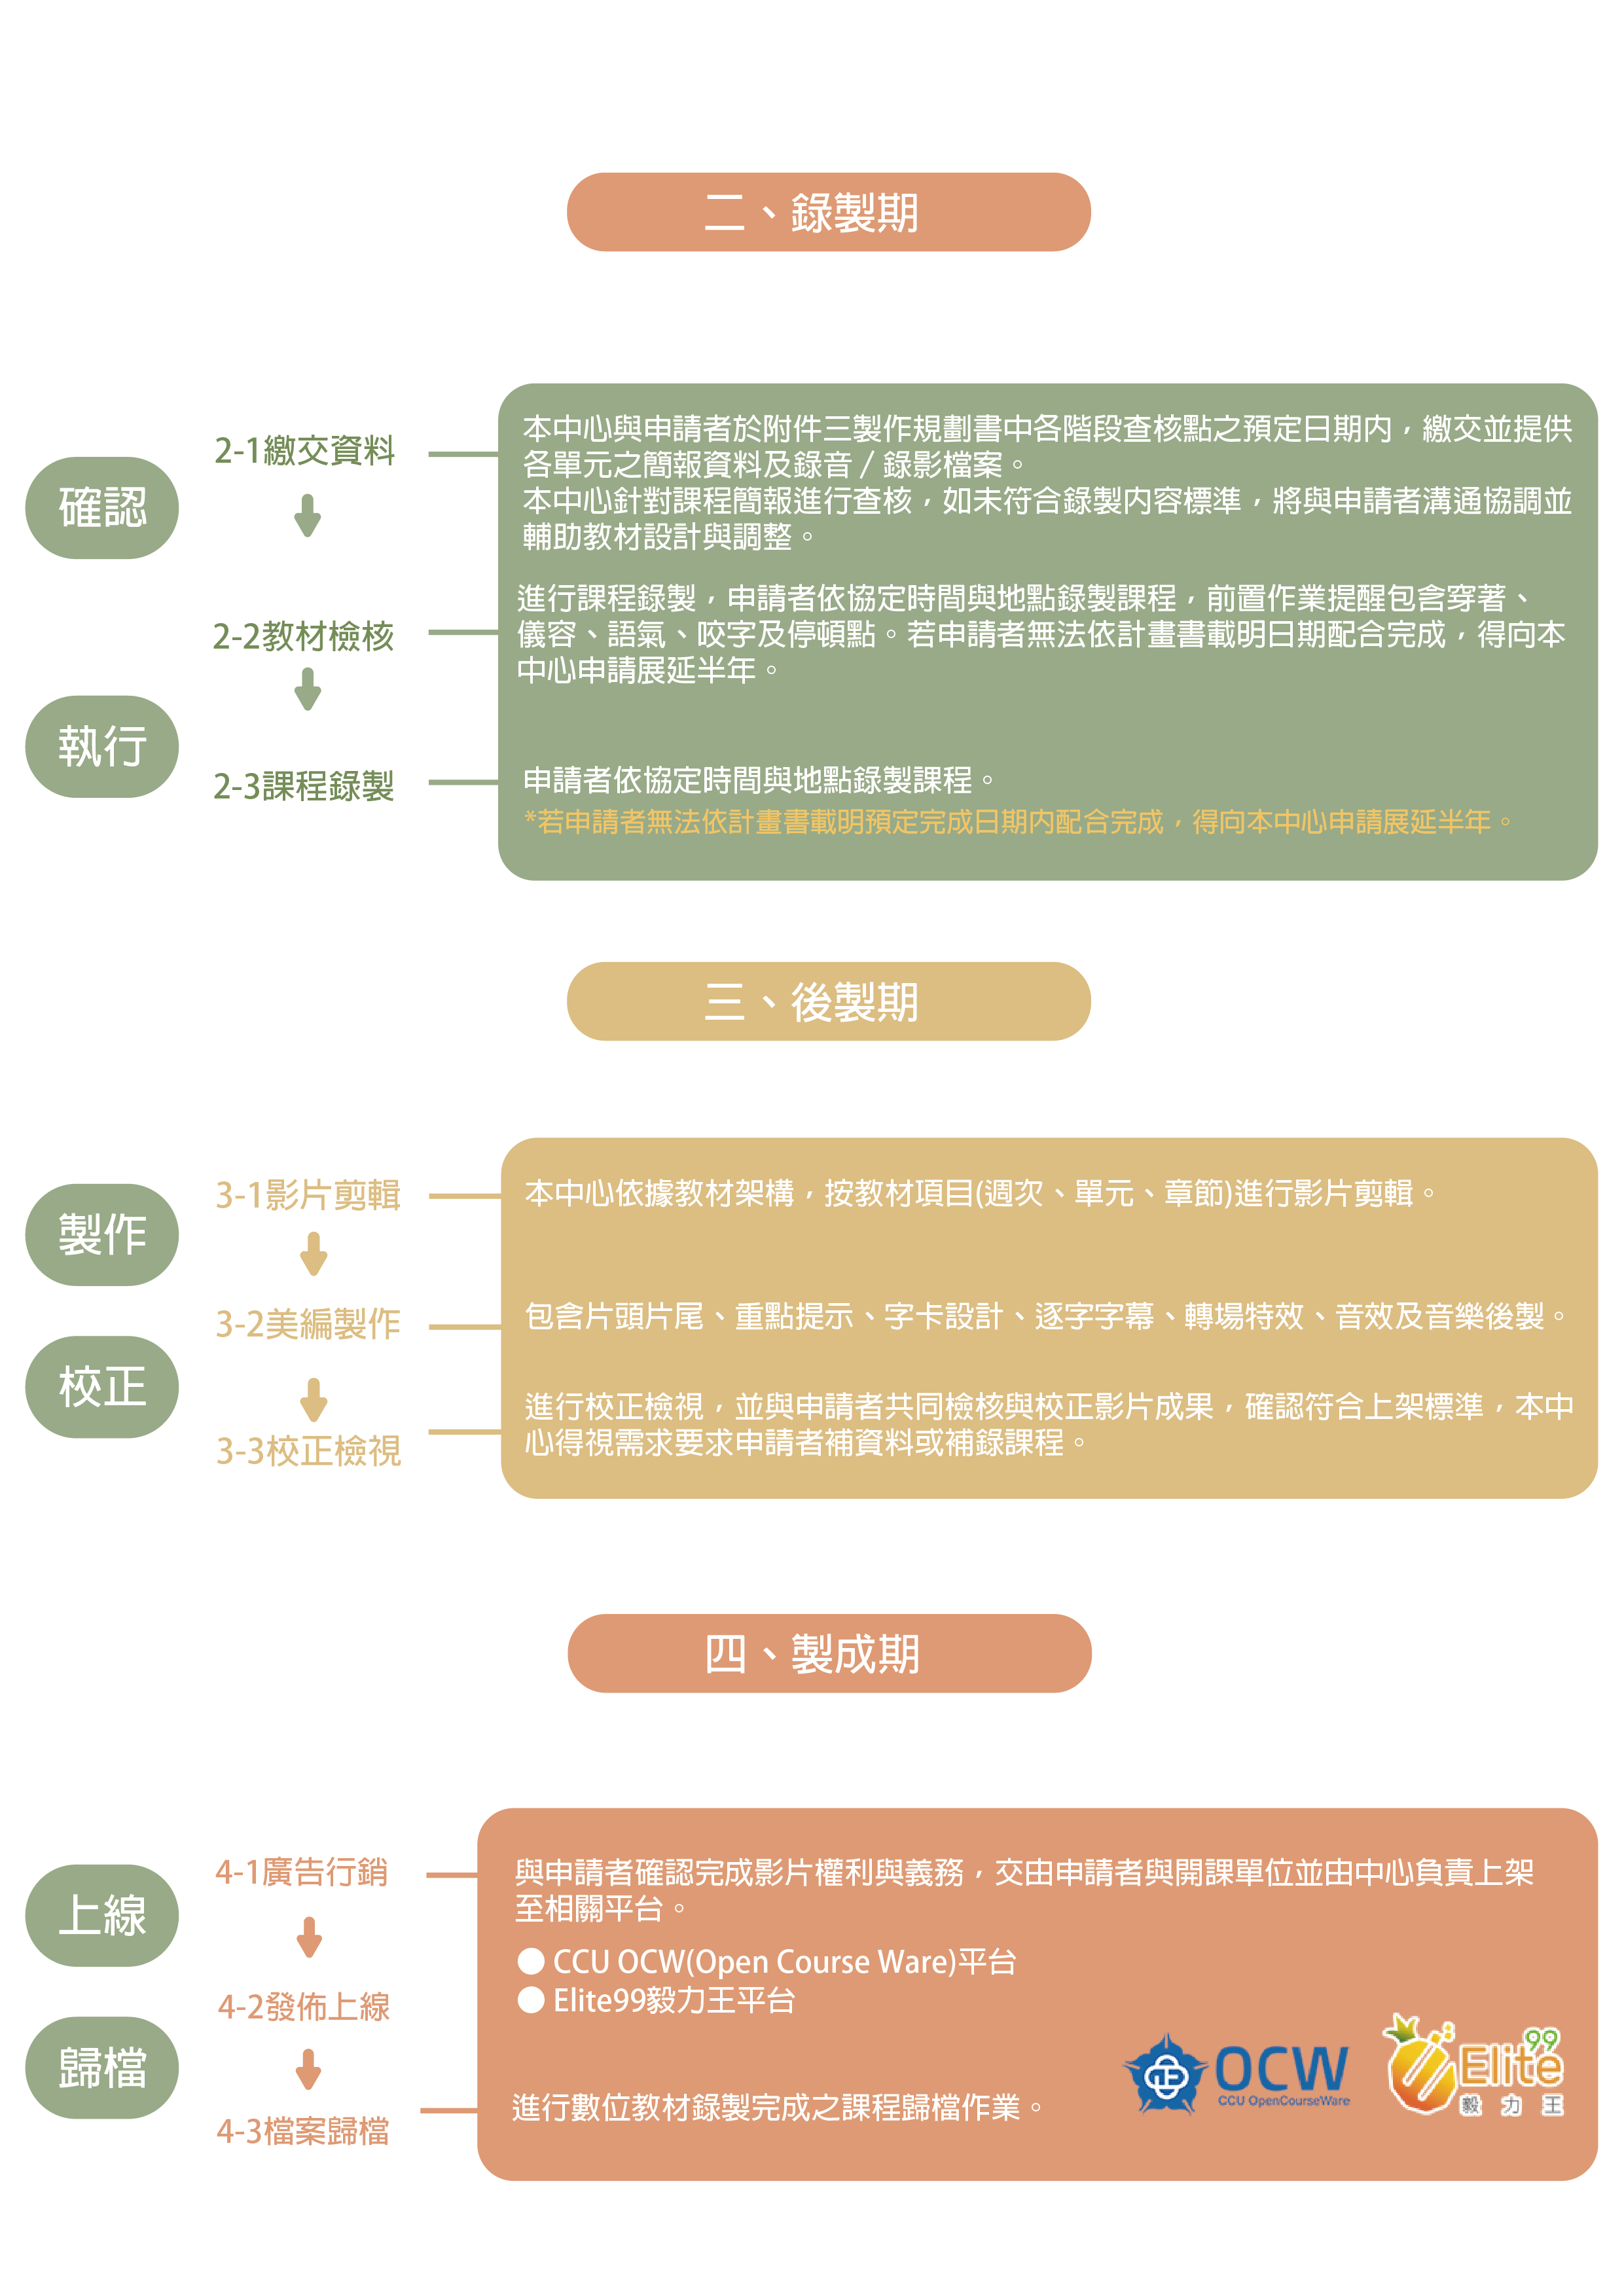 二、錄製期
確認
執行
2-1繳交資料
本中心與申請者於附件三製作規劃書中各階段查核點之預定日期內，繳交並提供
各單元之簡報資料及錄音／錄影檔案。
本中心針對課程簡報進行查核，如未符合錄製內容標準，將與申請者溝通協調並
輔助教材設計與調整。
2-2教材檢核
進行課程錄製，申請者依協定時間與地點錄製課程，前置作業提醒包含穿著、
儀容、語氣、咬字及停頓點。若申請者無法依計畫書載明日期配合完成，得向本
中心申請展延半年。
2-3課程錄製
申請者依協定時間與地點錄製課程。
*若申請者無法依計畫書載明預定完成日期內配合完成，得向本中心申請展延半年。
三、後製期
製作
校正
3-1影片剪輯
本中心依據教材架構，按教材項目(週次、單元、章節)進行影片剪輯。
3-2美編製作
包含片頭片尾、重點提示、字卡設計、逐字字幕、轉場特效、音效及音樂後製。
3-3校正檢視
進行校正檢視，並與申請者共同檢核與校正影片成果，確認符合上架標準，本中
心得視需求要求申請者補資料或補錄課程。
四、製成期
上線
歸檔
4-1廣告行銷
與申請者確認完成影片權利與義務，交由申請者與開課單位並由中心負責上架
至相關平台。
4-2發佈上線
● CCU OCW(Open Course Ware)平台
● Elite99毅力王平台
4-3檔案歸檔
進行數位教材錄製完成之課程歸檔作業。
OCW
CCU OpenCourseWare
99
Elite
毅力王